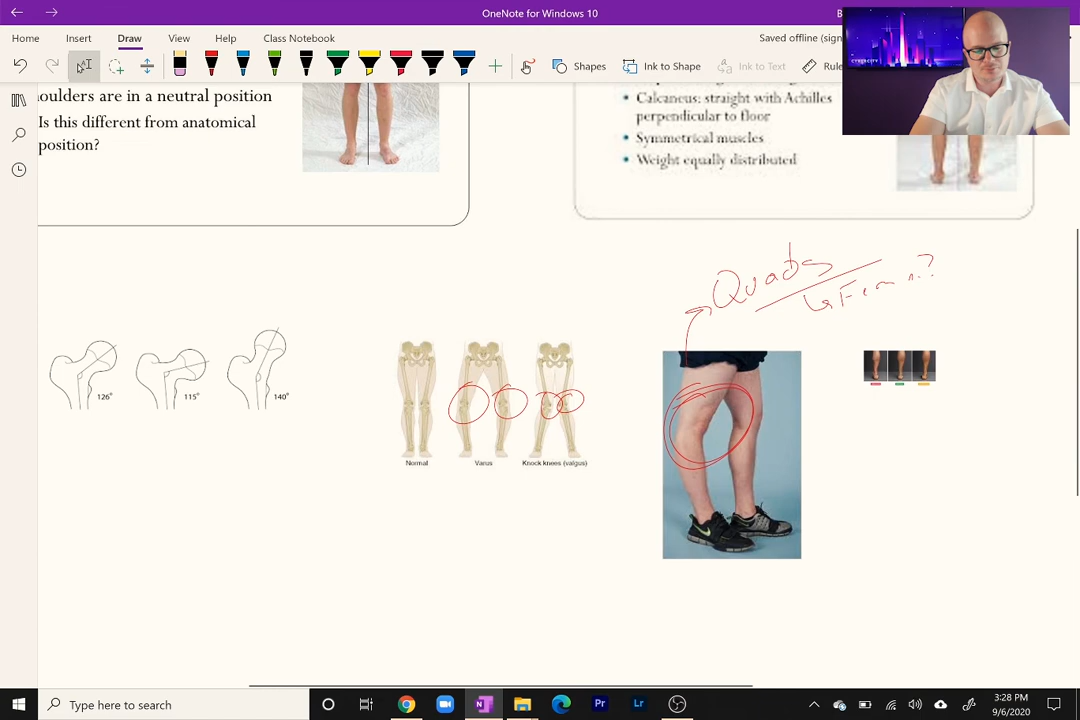 OneNote for Windows 10
Home Insert Draw View Help Class Notebook
Saved offline
Shapes Ink to Shape Ink to Text
oulders are in a neutral position
Is this different from anatomical
position?
Calcaneus: straight with Achilles
perpendicular to floor
Symmetrical muscles
Weight equally distributed
Quads
126°
115°
140°
Normal
Varus
Knock knees (valgus)
Type here to search
3:28 PM
9/6/2020